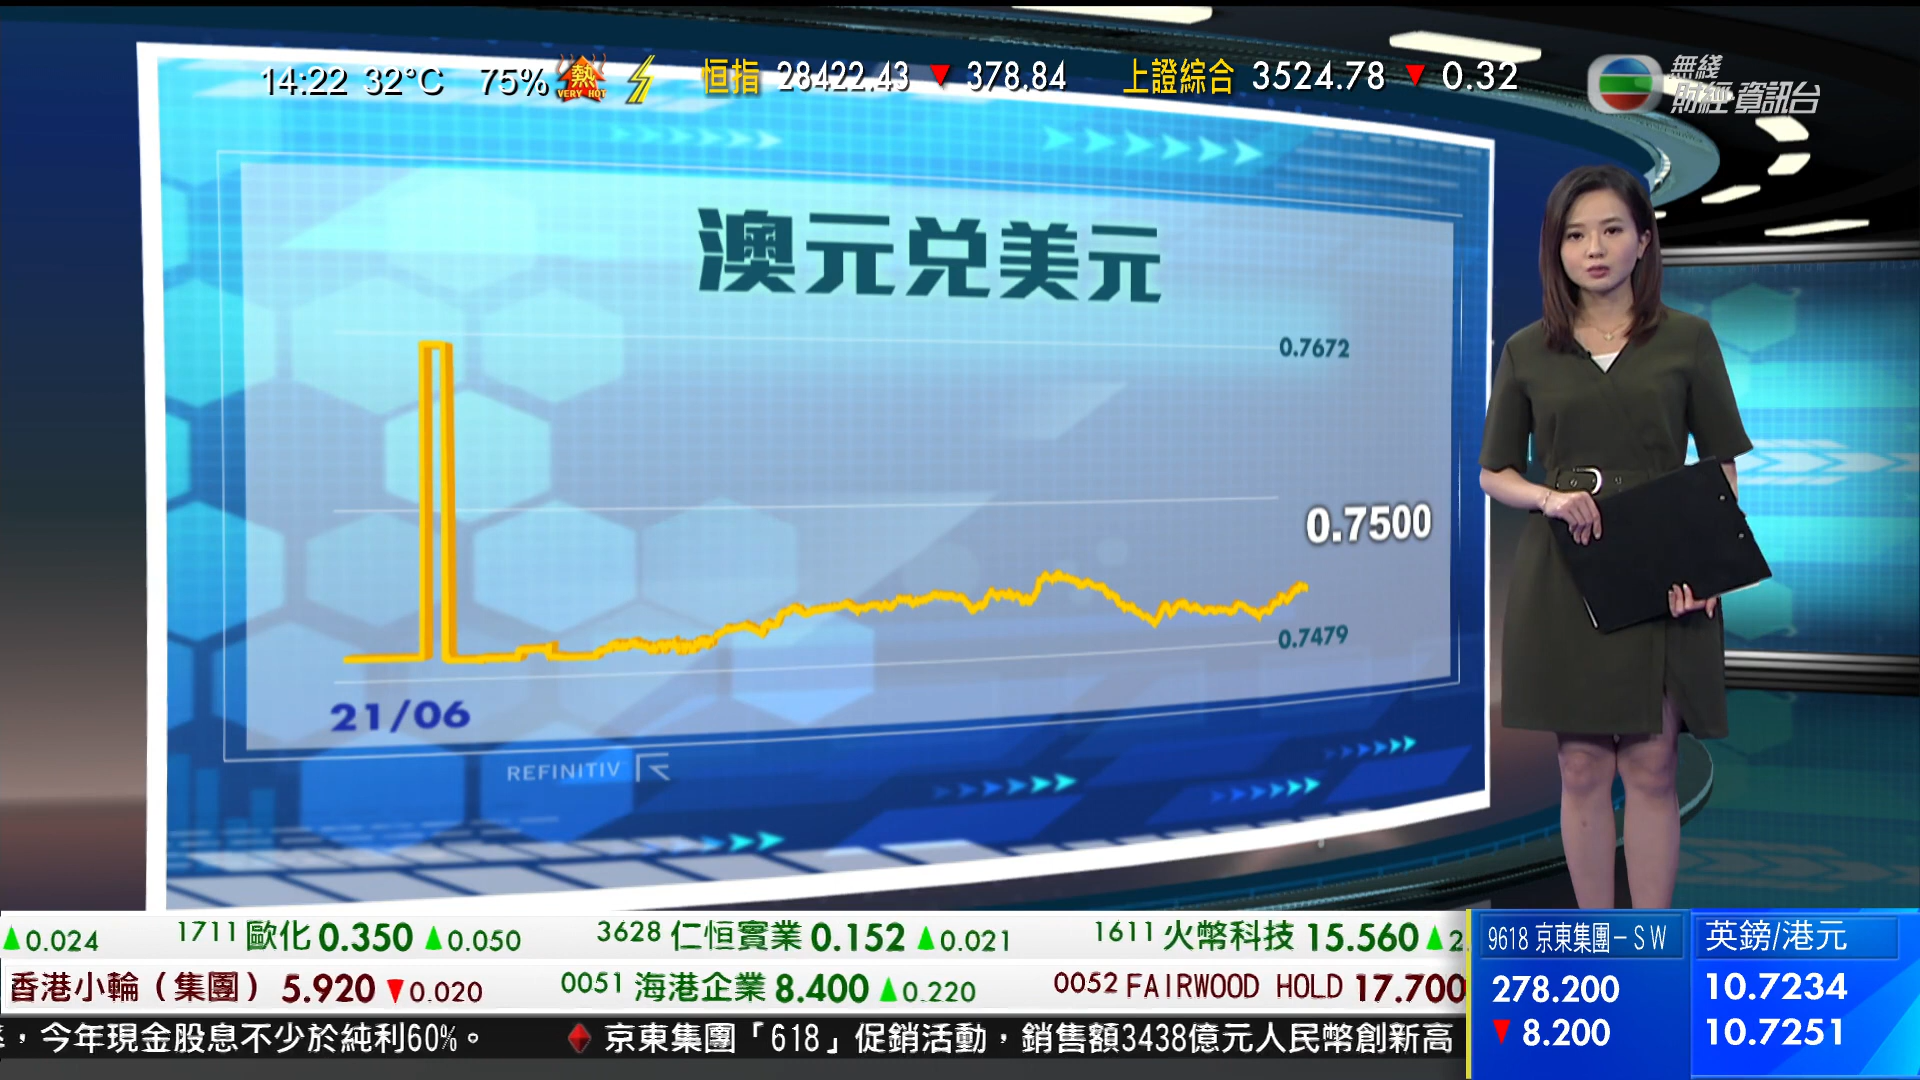 14:22 32°C 75% 熱 VERY HOT 恒指 28422.43 ▼ 378.84 上證綜合 3524.78 ▼ 0.32
無綫
財經·資訊台
澳元兌美元
0.7672
0.7500
0.7479
21/06
REFINITIV
▲0.024 1711 歐化 0.350 ▲0.050 3628 仁恒實業 0.152 ▲0.021 1611 火幣科技 15.560 ▲2
香港小輪（集團） 5.920 ▼0.020 0051 海港企業 8.400 ▲0.220 0052 FAIRWOOD HOLD 17.700
，今年現金股息不少於純利60%。 ◆ 京東集團「618」促銷活動，銷售額3438億元人民幣創新高
9618 京東集團－ＳＷ
278.200
▼ 8.200
英鎊/港元
10.7234
10.7251